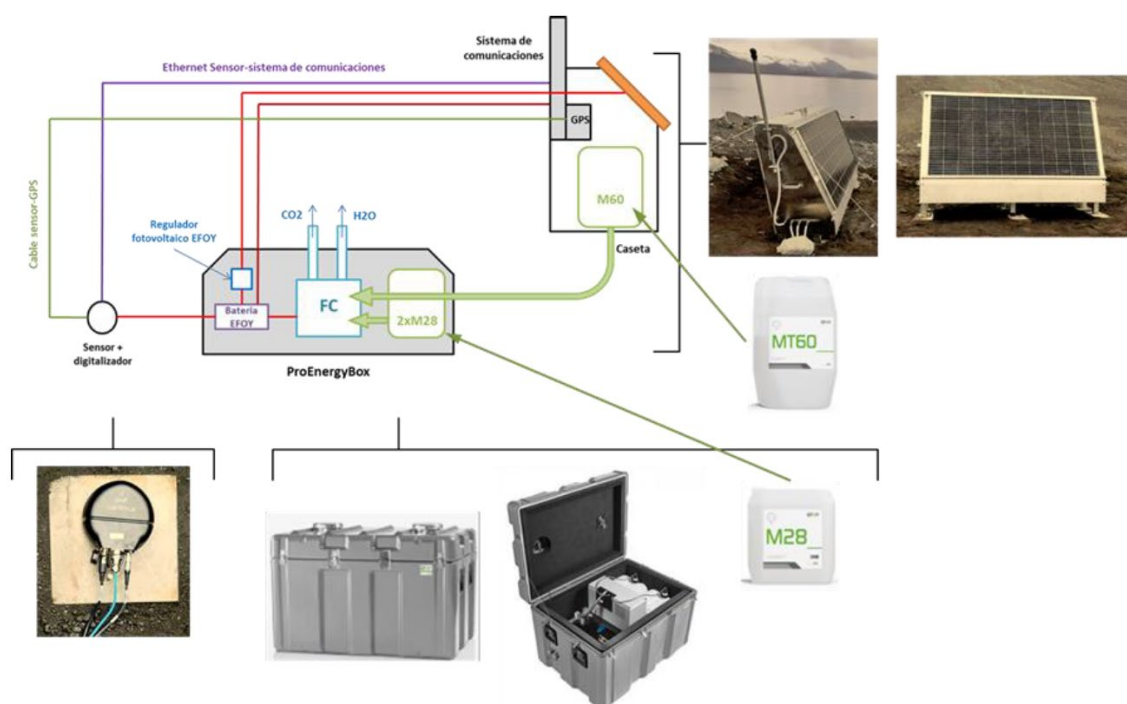 Sistema de
comunicaciones
Ethernet Sensor-sistema de comunicaciones
GPS
Cable sensor-GPS
M60
CO2
H2O
Regulador
fotovoltaico EFOY
Caseta
FC
2xM28
Batería
EFOY
Sensor +
digitalizador
ProEnergyBox
MT60
M28